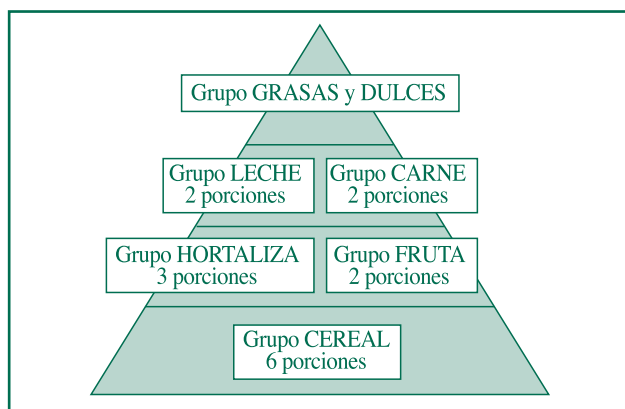 Grupo GRASAS y DULCES
Grupo LECHE
2 porciones
Grupo CARNE
2 porciones
Grupo HORTALIZA
3 porciones
Grupo FRUTA
2 porciones
Grupo CEREAL
6 porciones